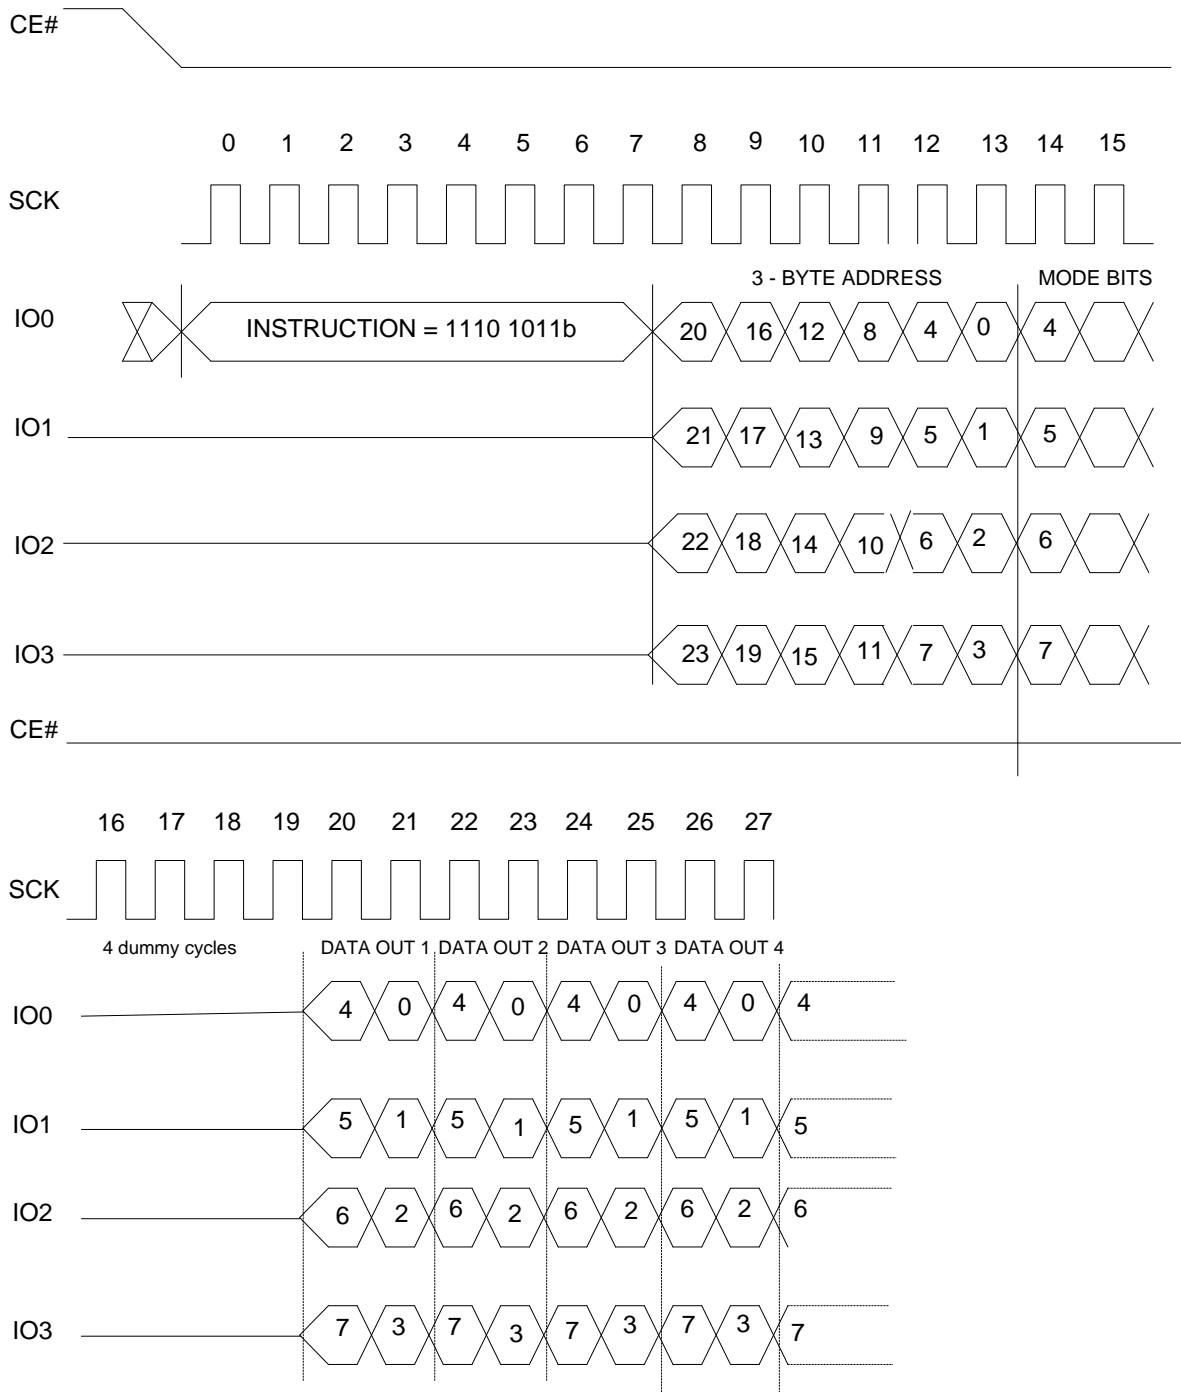 CE#
0 1 2 3 4 5 6 7 8 9 10 11 12 13 14 15
SCK
3 - BYTE ADDRESS MODE BITS
IO0 INSTRUCTION = 1110 1011b 20 16 12 8 4 0 4
IO1 21 17 13 9 5 1 5
IO2 22 18 14 10 6 2 6
IO3 23 19 15 11 7 3 7
CE#
16 17 18 19 20 21 22 23 24 25 26 27
SCK
4 dummy cycles DATA OUT 1 DATA OUT 2 DATA OUT 3 DATA OUT 4
IO0 4 0 4 0 4 0 4 0 4
IO1 5 1 5 1 5 1 5 1 5
IO2 6 2 6 2 6 2 6 2 6
IO3 7 3 7 3 7 3 7 3 7